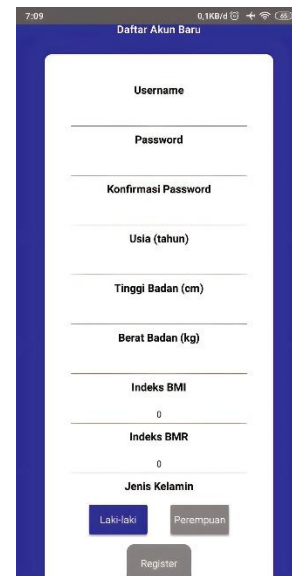 7:09 0,1KB/d 65
Daftar Akun Baru
Username
Password
Konfirmasi Password
Usia (tahun)
Tinggi Badan (cm)
Berat Badan (kg)
Indeks BMI
0
Indeks BMR
0
Jenis Kelamin
Laki-laki Perempuan
Register